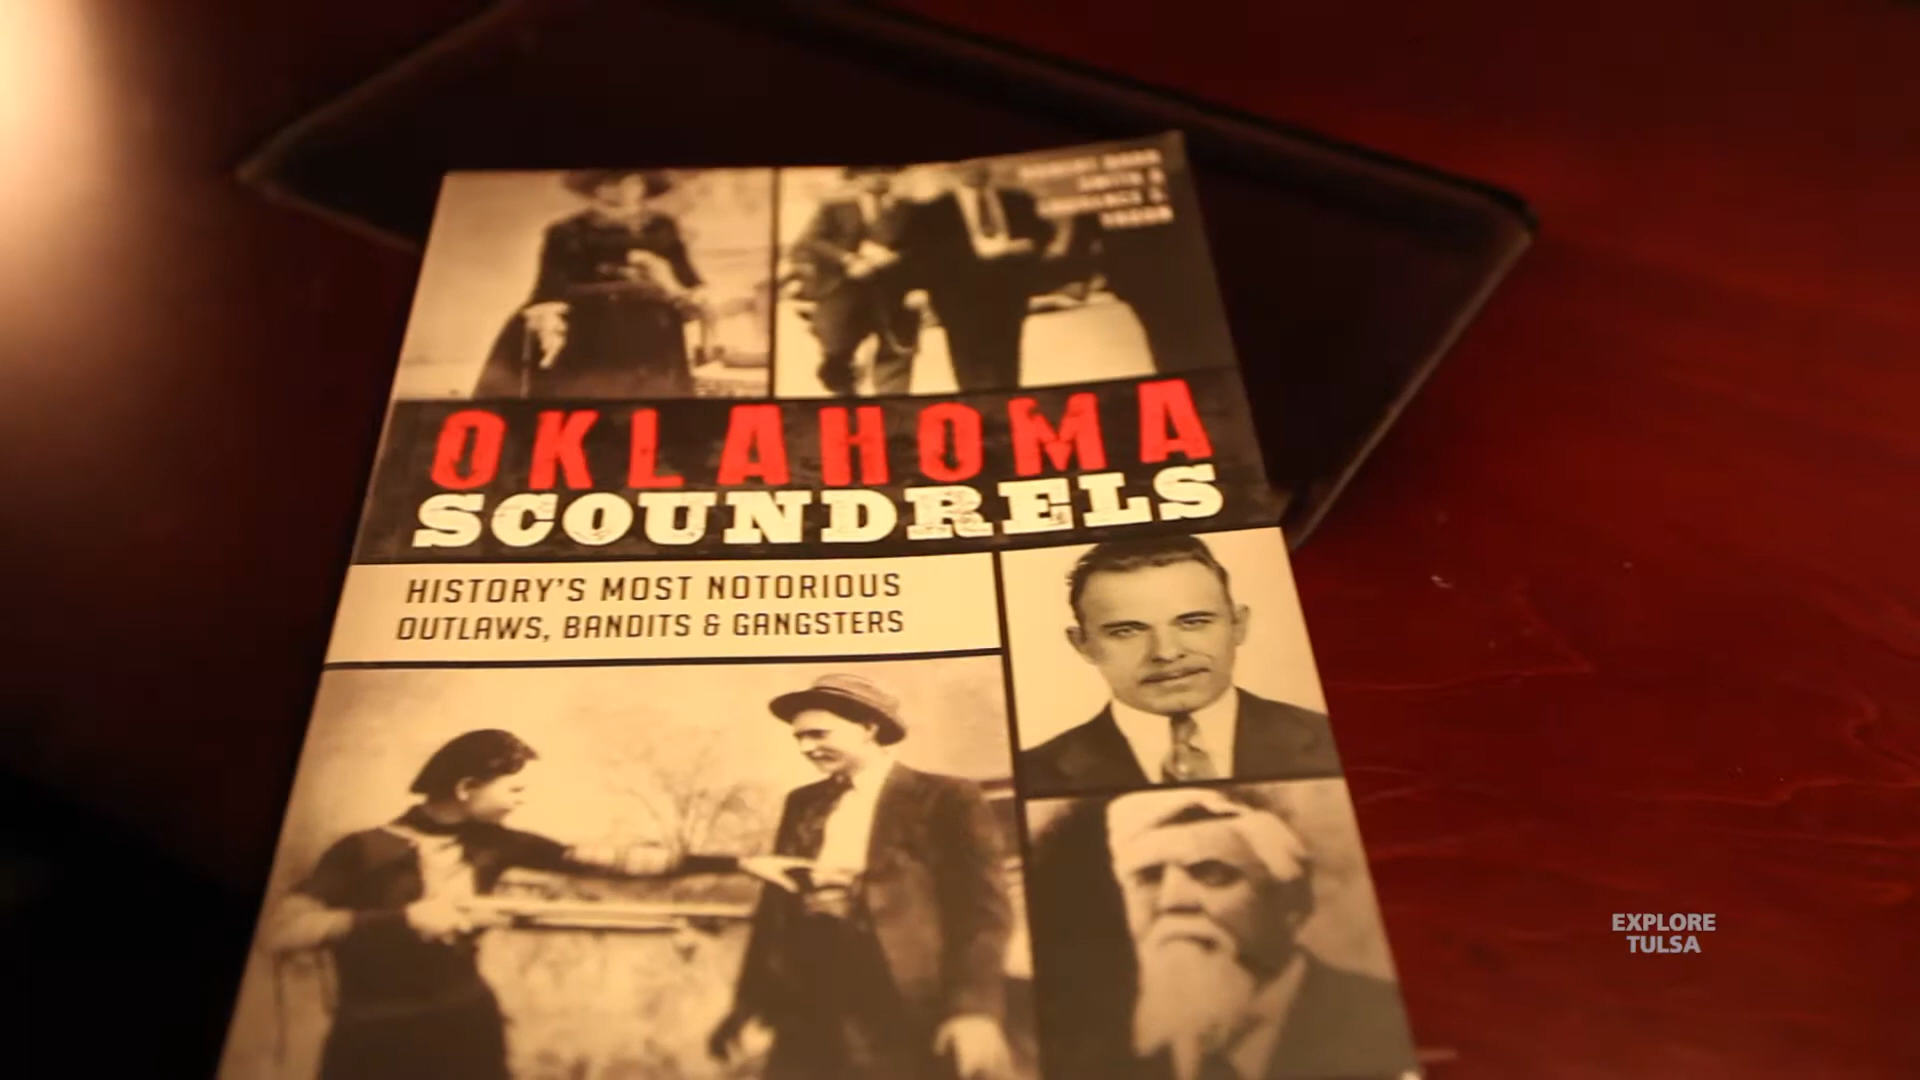 OKLAHOMA
SCOUNDRELS
HISTORY'S MOST NOTORIOUS
OUTLAWS, BANDITS & GANGSTERS
EXPLORE
TULSA